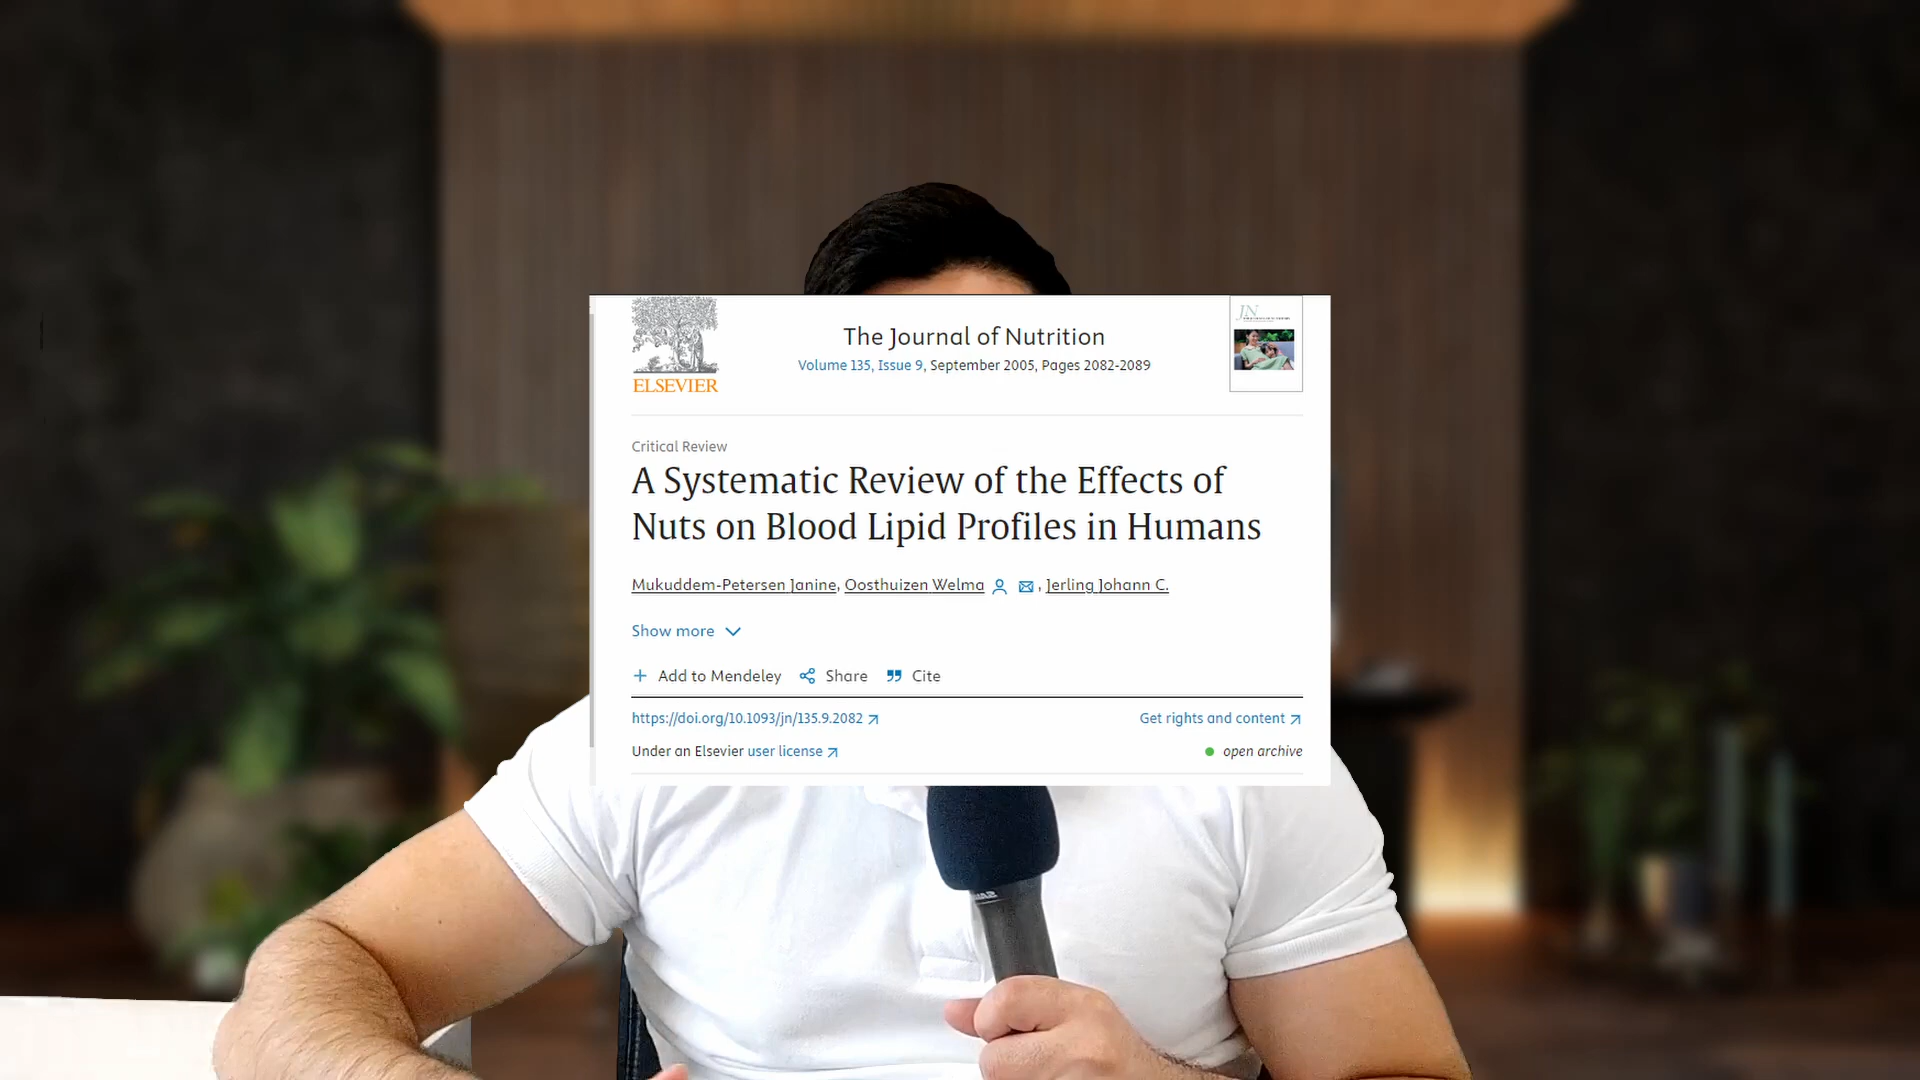 ELSEVIER
The Journal of Nutrition
Volume 135, Issue 9, September 2005, Pages 2082-2089
JN
Critical Review
A Systematic Review of the Effects of
Nuts on Blood Lipid Profiles in Humans
Mukuddem-Petersen Janine, Oosthuizen Welma , Jerling Johann C.
Show more
Add to Mendeley Share Cite
https://doi.org/10.1093/jn/135.9.2082 Get rights and content
Under an Elsevier user license open archive